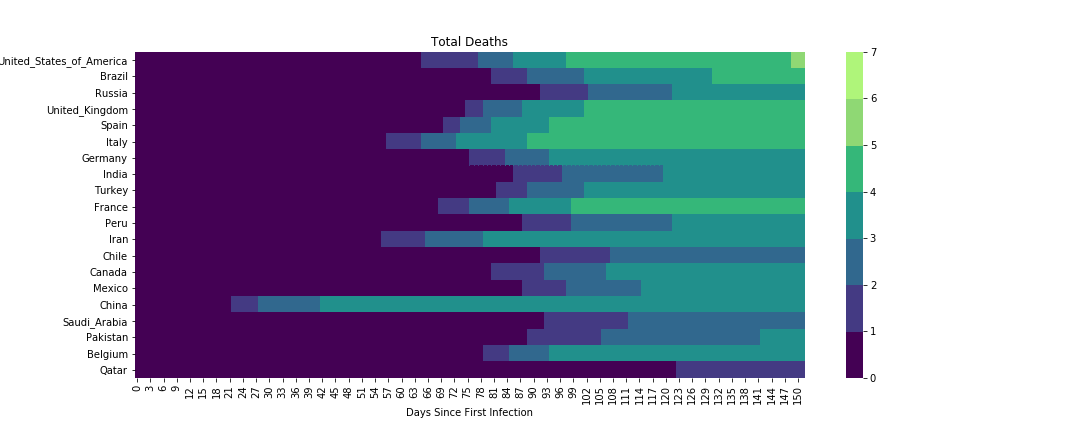 Total Deaths
United_States_of_America
Brazil
Russia
United_Kingdom
Spain
Italy
Germany
India
Turkey
France
Peru
Iran
Chile
Canada
Mexico
China
Saudi_Arabia
Pakistan
Belgium
Qatar
0 3 6 9 12 15 18 21 24 27 30 33 36 39 42 45 48 51 54 57 60 63 66 69 72 75 78 81 84 87 90 93 96 99 102 105 108 111 114 117 120 123 126 129 132 135 138 141 144 147 150
Days Since First Infection
7
6
5
4
3
2
1
0